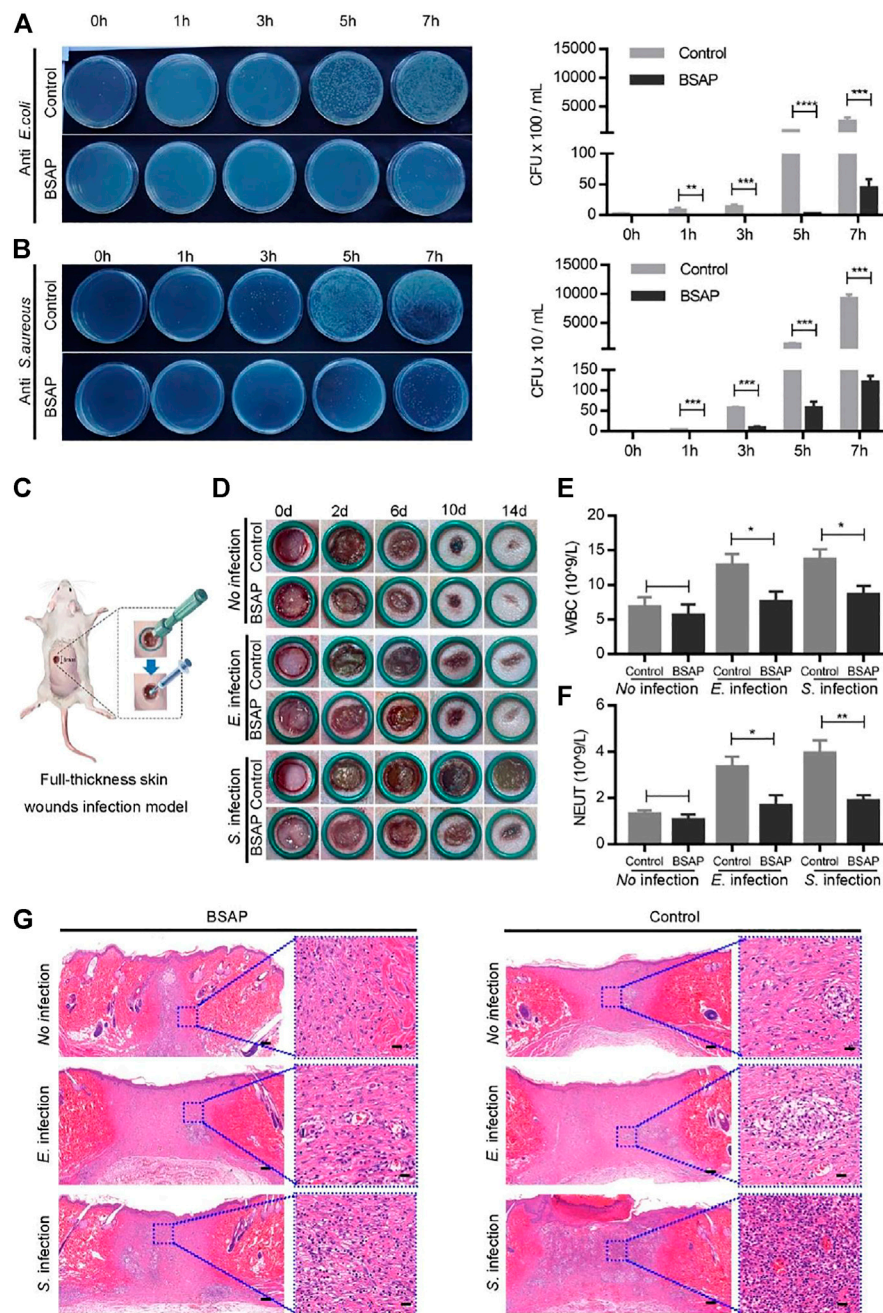 A
0h 1h 3h 5h 7h
Anti E.coli
Control
BSAP
15000
10000
5000
100
50
0
CFU x 100 / mL
Control
BSAP
** *** **** ***
0h 1h 3h 5h 7h
B
0h 1h 3h 5h 7h
Anti S.aureous
Control
BSAP
15000
10000
5000
150
100
50
0
CFU x 10 / mL
Control
BSAP
*** *** *** ***
0h 1h 3h 5h 7h
C
Full-thickness skin
wounds infection model
D
0d 2d 6d 10d 14d
No infection
Control
BSAP
E. infection
Control
BSAP
S. infection
Control
BSAP
E
WBC (10^9/L)
20
15
10
5
0
* *
Control BSAP Control BSAP Control BSAP
No infection E. infection S. infection
F
NEUT (10^9/L)
6
4
2
0
* **
Control BSAP Control BSAP Control BSAP
No infection E. infection S. infection
G
BSAP Control
No infection No infection
E. infection E. infection
S. infection S. infection